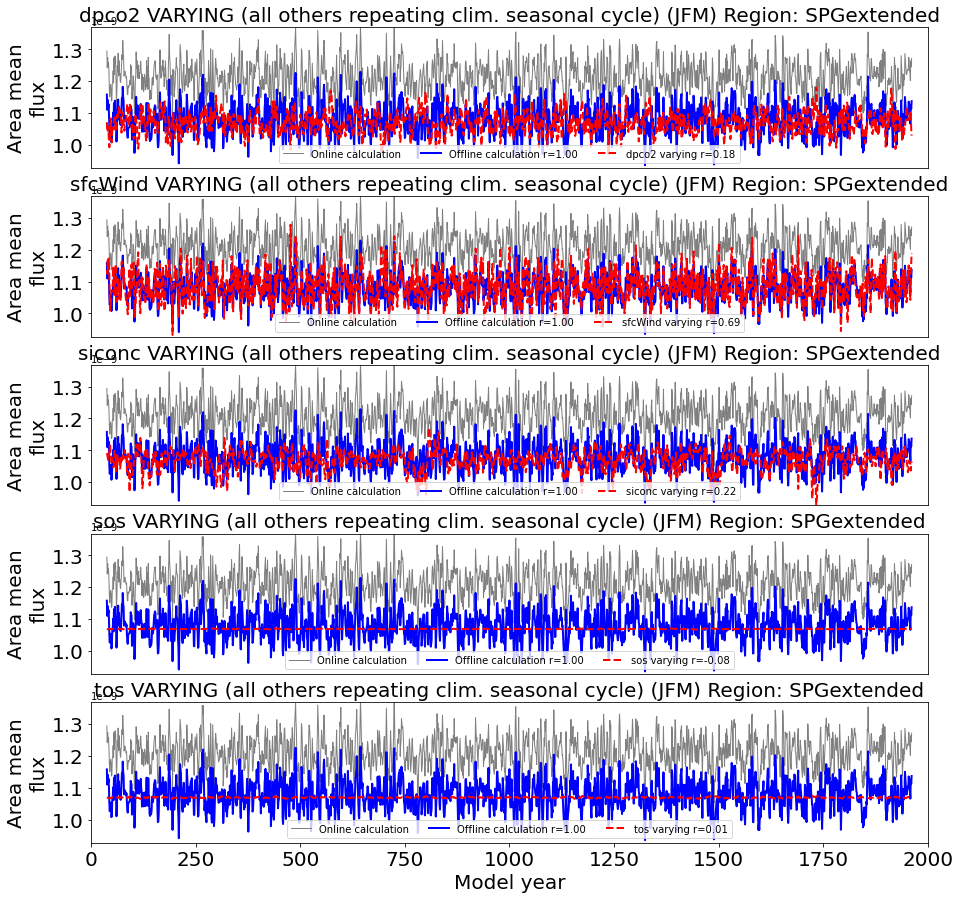 dpco2 VARYING (all others repeating clim. seasonal cycle) (JFM) Region: SPGextended
1e−9
1.3
1.2
1.1
1.0
Area mean
flux
Online calculation
Offline calculation r=1.00
dpco2 varying r=0.18
sfcWind VARYING (all others repeating clim. seasonal cycle) (JFM) Region: SPGextended
1e−9
1.3
1.2
1.1
1.0
Area mean
flux
Online calculation
Offline calculation r=1.00
sfcWind varying r=0.69
siconc VARYING (all others repeating clim. seasonal cycle) (JFM) Region: SPGextended
1e−9
1.3
1.2
1.1
1.0
Area mean
flux
Online calculation
Offline calculation r=1.00
siconc varying r=0.22
sos VARYING (all others repeating clim. seasonal cycle) (JFM) Region: SPGextended
1e−9
1.3
1.2
1.1
1.0
Area mean
flux
Online calculation
Offline calculation r=1.00
sos varying r=-0.08
tos VARYING (all others repeating clim. seasonal cycle) (JFM) Region: SPGextended
1e−9
1.3
1.2
1.1
1.0
Area mean
flux
Online calculation
Offline calculation r=1.00
tos varying r=0.01
0 250 500 750 1000 1250 1500 1750 2000
Model year